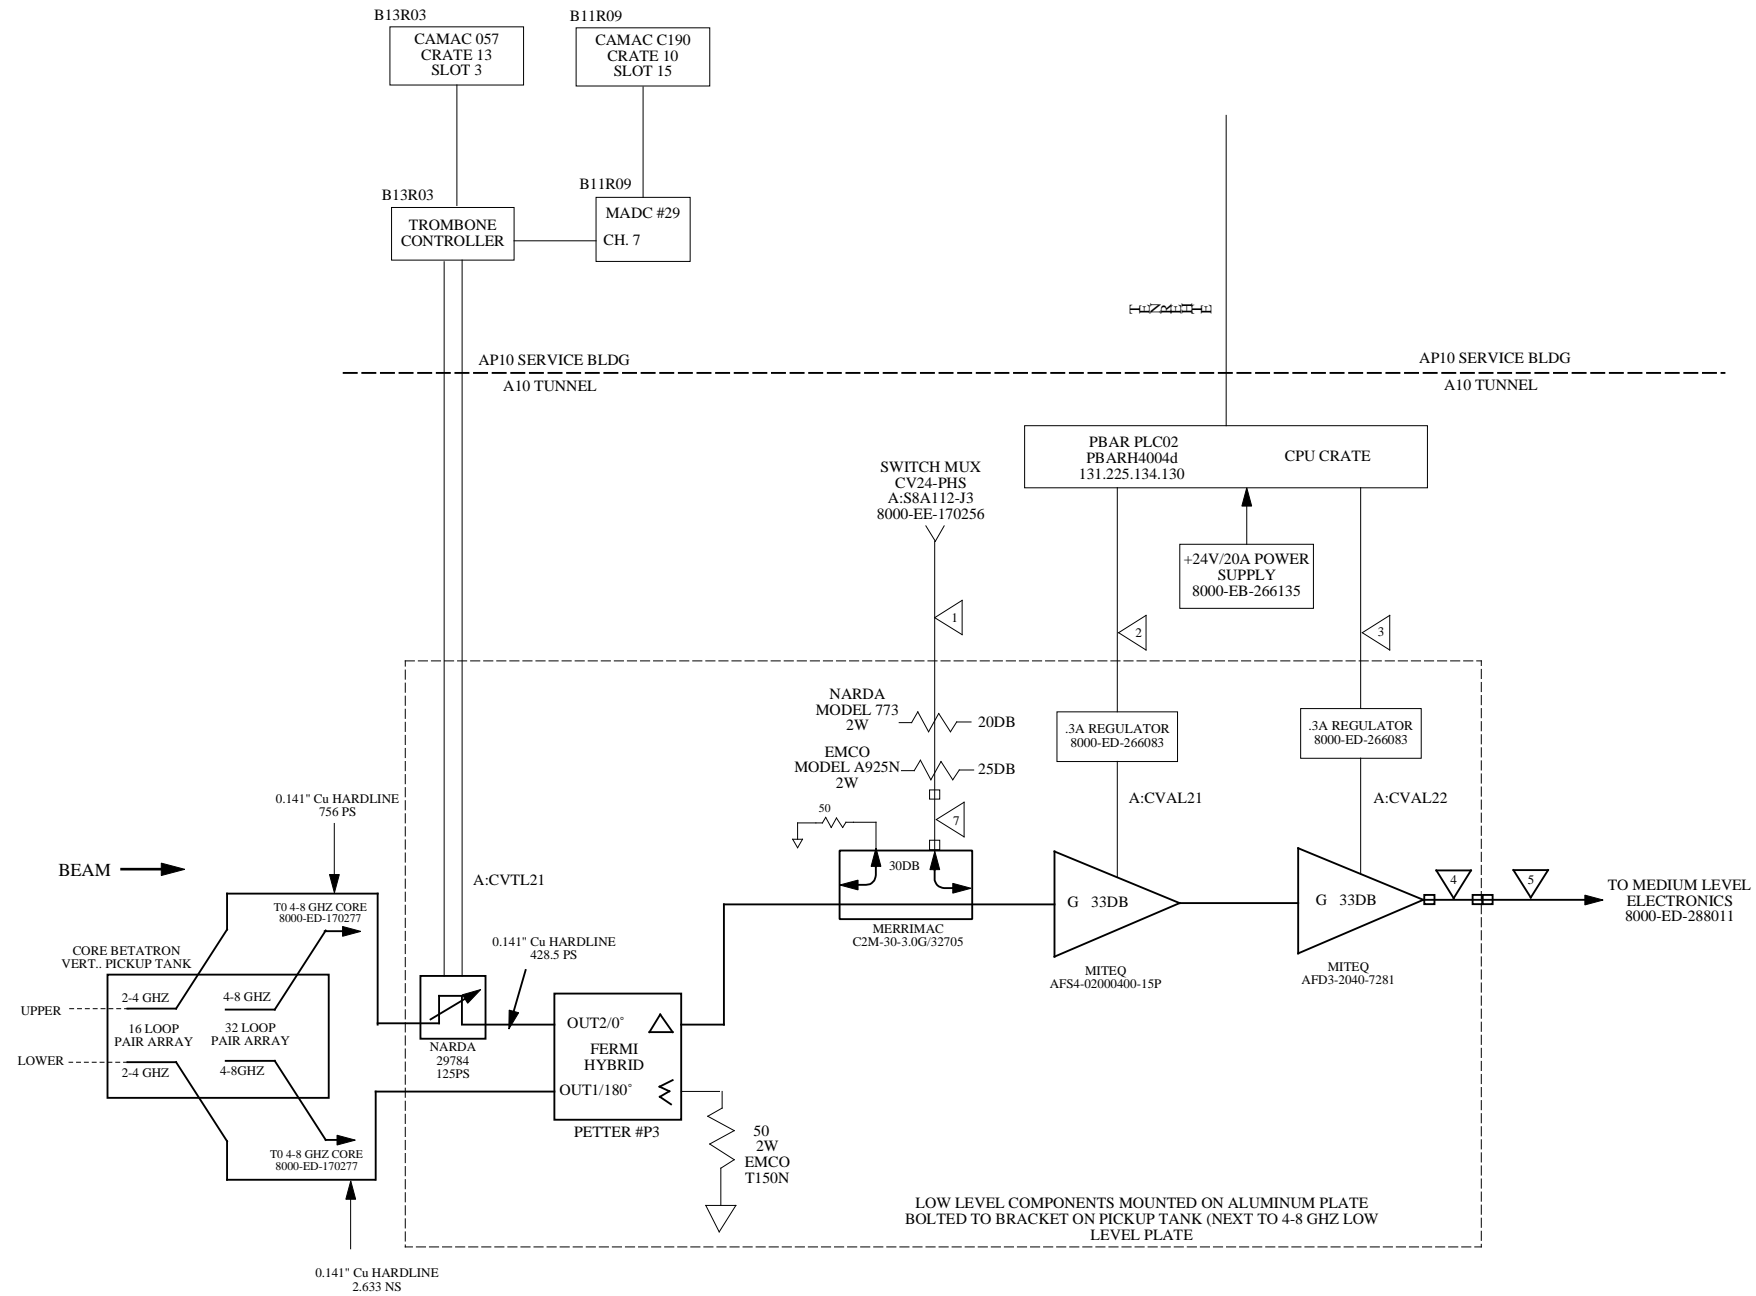 B13R03
CAMAC 057
CRATE 13
SLOT 3
B11R09
CAMAC C190
CRATE 10
SLOT 15
B13R03
TROMBONE
CONTROLLER
B11R09
MADC #29
CH. 7
AP10 SERVICE BLDG
A10 TUNNEL
AP10 SERVICE BLDG
A10 TUNNEL
PBAR PLC02
PBARH4004d
131.225.134.130
CPU CRATE
SWITCH MUX
CV24-PHS
A:S8A112-J3
8000-EE-170256
+24V/20A POWER
SUPPLY
8000-EB-266135
1
2
3
NARDA
MODEL 773
2W
20DB
EMCO
MODEL A925N
2W
25DB
.3A REGULATOR
8000-ED-266083
.3A REGULATOR
8000-ED-266083
A:CVAL21
A:CVAL22
0.141" Cu HARDLINE
756 PS
50
7
30DB
BEAM
A:CVTL21
T0 4-8 GHZ CORE
8000-ED-170277
G 33DB
G 33DB
4
5
TO MEDIUM LEVEL
ELECTRONICS
8000-ED-288011
MERRIMAC
C2M-30-3.0G/32705
0.141" Cu HARDLINE
428.5 PS
CORE BETATRON
VERT.. PICKUP TANK
MITEQ
AFS4-02000400-15P
MITEQ
AFD3-2040-7281
2-4 GHZ
4-8 GHZ
UPPER
16 LOOP
PAIR ARRAY
32 LOOP
PAIR ARRAY
LOWER
2-4 GHZ
4-8GHZ
NARDA
29784
125PS
OUT2/0°
FERMI
HYBRID
OUT1/180°
PETTER #P3
50
2W
EMCO
T150N
T0 4-8 GHZ CORE
8000-ED-170277
LOW LEVEL COMPONENTS MOUNTED ON ALUMINUM PLATE
BOLTED TO BRACKET ON PICKUP TANK (NEXT TO 4-8 GHZ LOW
LEVEL PLATE
0.141" Cu HARDLINE
2.633 NS